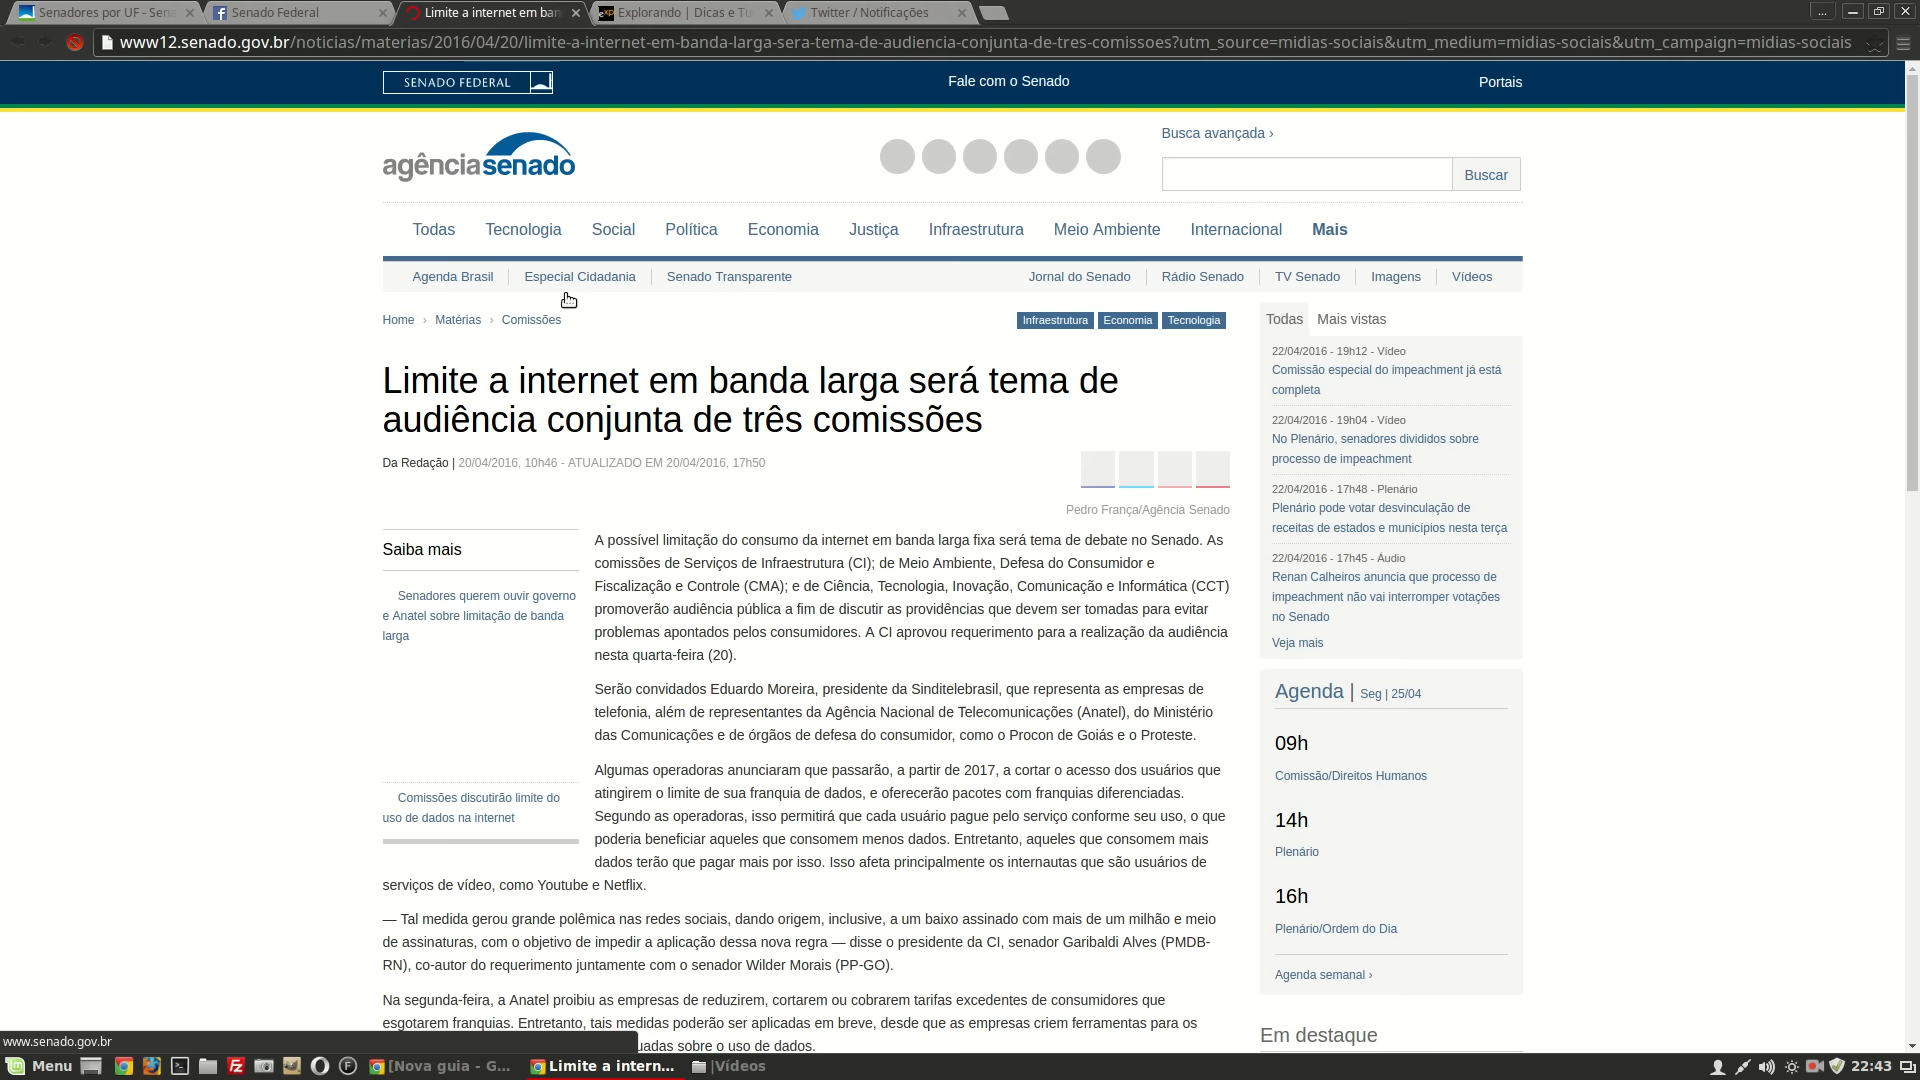 Senadores por UF - Sen
Senado Federal
Limite a internet em ban
Explorando | Dicas e Tu
Twitter / Notificações
www12.senado.gov.br/noticias/materias/2016/04/20/limite-a-internet-em-banda-larga-sera-tema-de-audiencia-conjunta-de-tres-comissoes?utm_source=midias-sociais&utm_medium=midias-sociais&utm_campaign=midias-sociais
SENADO FEDERAL
Fale com o Senado
Portais
agênciasenado
Busca avançada ›
Buscar
Todas Tecnologia Social Política Economia Justiça Infraestrutura Meio Ambiente Internacional Mais
Agenda Brasil Especial Cidadania Senado Transparente Jornal do Senado Rádio Senado TV Senado Imagens Vídeos
Home › Matérias › Comissões
Infraestrutura Economia Tecnologia
Limite a internet em banda larga será tema de
audiência conjunta de três comissões
Da Redação | 20/04/2016, 10h46 - ATUALIZADO EM 20/04/2016, 17h50
Pedro França/Agência Senado
Saiba mais
Senadores querem ouvir governo
e Anatel sobre limitação de banda
larga
Comissões discutirão limite do
uso de dados na internet
A possível limitação do consumo da internet em banda larga fixa será tema de debate no Senado. As
comissões de Serviços de Infraestrutura (CI); de Meio Ambiente, Defesa do Consumidor e
Fiscalização e Controle (CMA); e de Ciência, Tecnologia, Inovação, Comunicação e Informática (CCT)
promoverão audiência pública a fim de discutir as providências que devem ser tomadas para evitar
problemas apontados pelos consumidores. A CI aprovou requerimento para a realização da audiência
nesta quarta-feira (20).
Serão convidados Eduardo Moreira, presidente da Sinditelebrasil, que representa as empresas de
telefonia, além de representantes da Agência Nacional de Telecomunicações (Anatel), do Ministério
das Comunicações e de órgãos de defesa do consumidor, como o Procon de Goiás e o Proteste.
Algumas operadoras anunciaram que passarão, a partir de 2017, a cortar o acesso dos usuários que
atingirem o limite de sua franquia de dados, e oferecerão pacotes com franquias diferenciadas.
Segundo as operadoras, isso permitirá que cada usuário pague pelo serviço conforme seu uso, o que
poderia beneficiar aqueles que consomem menos dados. Entretanto, aqueles que consomem mais
dados terão que pagar mais por isso. Isso afeta principalmente os internautas que são usuários de
serviços de vídeo, como Youtube e Netflix.
— Tal medida gerou grande polêmica nas redes sociais, dando origem, inclusive, a um baixo assinado com mais de um milhão e meio
de assinaturas, com o objetivo de impedir a aplicação dessa nova regra — disse o presidente da CI, senador Garibaldi Alves (PMDB-
RN), co-autor do requerimento juntamente com o senador Wilder Morais (PP-GO).
Na segunda-feira, a Anatel proibiu as empresas de reduzirem, cortarem ou cobrarem tarifas excedentes de consumidores que
esgotarem franquias. Entretanto, tais medidas poderão ser aplicadas em breve, desde que as empresas criem ferramentas para os
uadas sobre o uso de dados.
Todas Mais vistas
22/04/2016 - 19h12 - Vídeo
Comissão especial do impeachment já está
completa
22/04/2016 - 19h04 - Vídeo
No Plenário, senadores divididos sobre
processo de impeachment
22/04/2016 - 17h48 - Plenário
Plenário pode votar desvinculação de
receitas de estados e municípios nesta terça
22/04/2016 - 17h45 - Áudio
Renan Calheiros anuncia que processo de
impeachment não vai interromper votações
no Senado
Veja mais
Agenda | Seg | 25/04
09h
Comissão/Direitos Humanos
14h
Plenário
16h
Plenário/Ordem do Dia
Agenda semanal ›
Em destaque
www.senado.gov.br
Menu
[Nova guia - G...
Limite a intern...
Vídeos
22:43